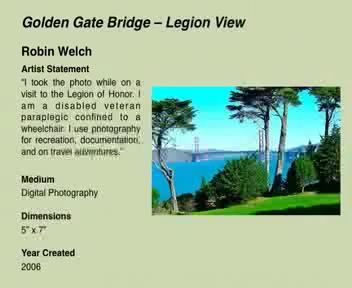 Golden Gate Bridge – Legion View
Robin Welch
Artist Statement
“I took the photo while on a
visit to the Legion of Honor. I
am a disabled veteran
paraplegic confined to a
wheelchair. I use photography
for recreation, documentation,
and on travel adventures.”
Medium
Digital Photography
Dimensions
5” x 7”
Year Created
2006